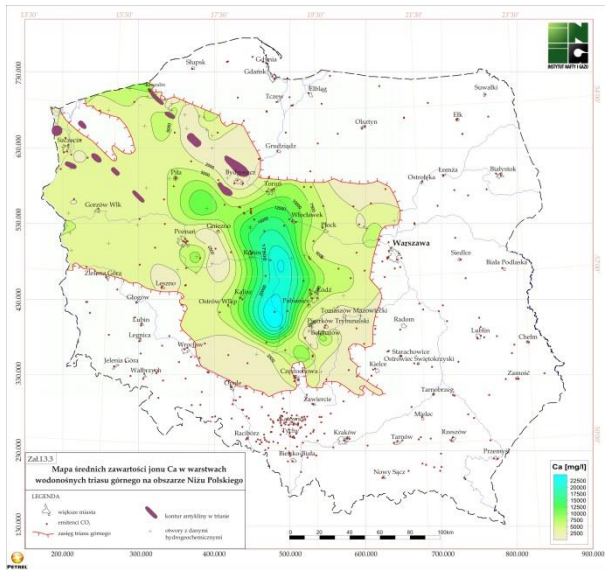 13°30'
15°30'
17°30'
19°30'
21°30'
23°30'
INSTYTUT NAFTY I GAZU
730.000
630.000
530.000
430.000
330.000
230.000
130.000
Słupsk
Gdynia
Gdańsk
Elbląg
Tczew
Suwałki
Koszalin
Olsztyn
Ełk
Szczecin
Grudziądz
Ostrołęka
Łomża
Białystok
Piła
Bydgoszcz
Toruń
Gorzów Wlk
Włocławek
Płock
Gniezno
Poznań
Konin
Warszawa
Siedlce
Biała Podlaska
Zielona Góra
Leszno
Kalisz
Łódź
Pabianice
Głogów
Ostrów Wlkp
Tomaszów Mazowiecki
Radom
Lubin
Piotrków Trybunalski
Bełchatów
Lublin
Chełm
Legnica
Wrocław
Starachowice
Ostrowiec Świętokrzyski
Jelenia Góra
Wałbrzych
Częstochowa
Kielce
Zamość
Opole
Zawiercie
Tarnobrzeg
Mielec
Racibórz
Tychy
Kraków
Tarnów
Rzeszów
Przemyśl
Bielsko-Biała
Nowy Sącz
Zał.1.3.3
Mapa średnich zawartości jonu Ca w warstwach
wodonośnych triasu górnego na obszarze Niżu Polskiego
LEGENDA
większe miasta
emitenci CO₂
zasięg triasu górnego
kontur antykliny w triasie
otwory z danymi
hydrogeochemicznymi
Ca [mg/l]
22500
20000
17500
15000
12500
10000
7500
5000
2500
0 20 40 60 80 100km
PETREL
200.000
300.000
400.000
500.000
600.000
700.000
800.000